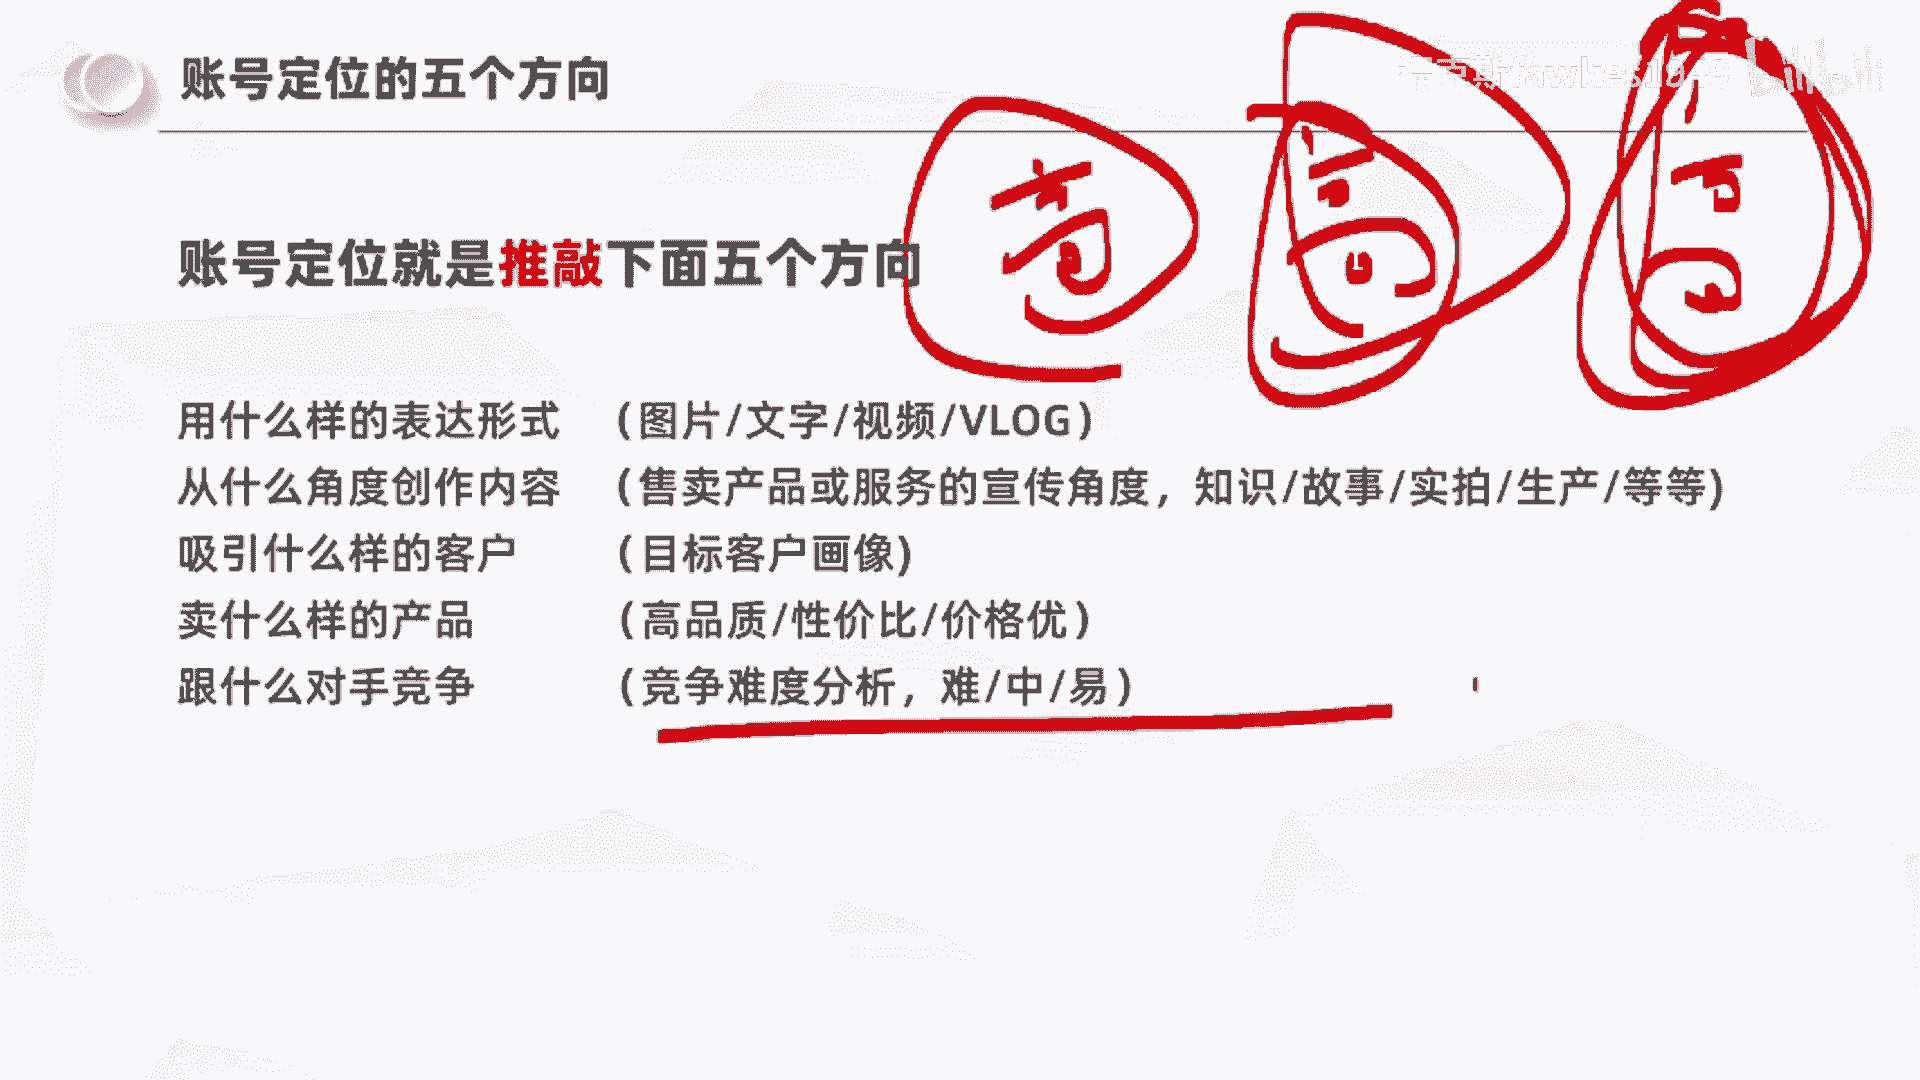 账号定位的五个方向
账号定位就是推敲下面五个方向
高
高
高
用什么样的表达形式 （图片/文字/视频/VLOG）
从什么角度创作内容 （售卖产品或服务的宣传角度，知识/故事/实拍/生产/等等)
吸引什么样的客户 （目标客户画像)
卖什么样的产品 （高品质/性价比/价格优）
跟什么对手竞争 （竞争难度分析，难/中/易）